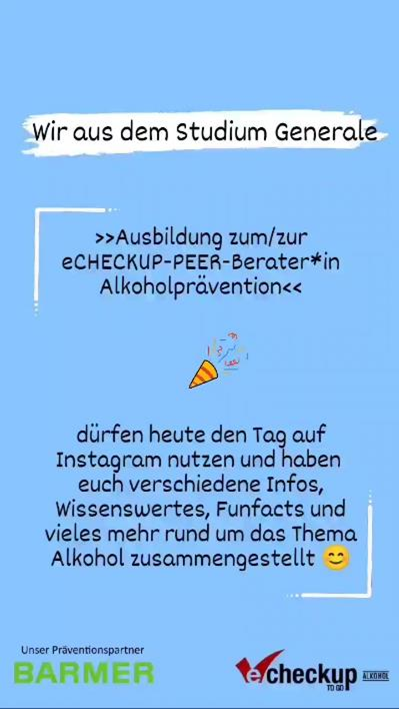 Wir aus dem Studium Generale
>>Ausbildung zum/zur
eCHECKUP-PEER-Berater*in
Alkoholprävention<<
dürfen heute den Tag auf
Instagram nutzen und haben
euch verschiedene Infos,
Wissenswertes, Funfacts und
vieles mehr rund um das Thema
Alkohol zusammengestellt 😊
Unser Präventionspartner
BARMER
echeckup
TO GO
ALKOHOL